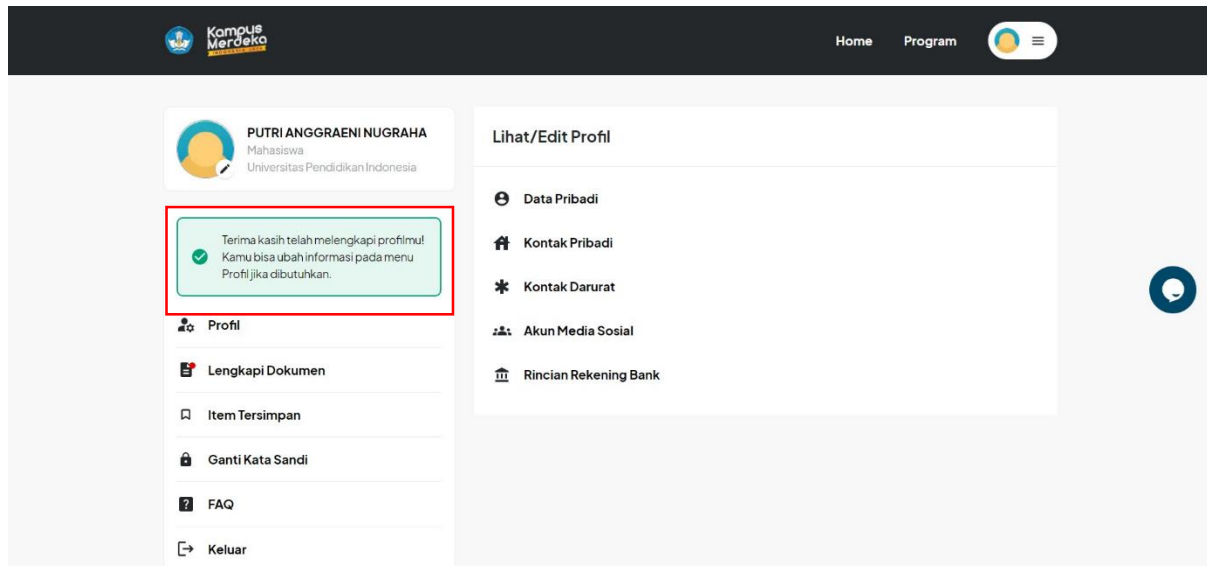 Kampus
Merdeka
INDONESIA JAYA
Home
Program
PUTRI ANGGRAENI NUGRAHA
Mahasiswa
Universitas Pendidikan Indonesia
Terima kasih telah melengkapi profilmu!
Kamu bisa ubah informasi pada menu
Profil jika dibutuhkan.
Profil
Lengkapi Dokumen
Item Tersimpan
Ganti Kata Sandi
FAQ
Keluar
Lihat/Edit Profil
Data Pribadi
Kontak Pribadi
Kontak Darurat
Akun Media Sosial
Rincian Rekening Bank